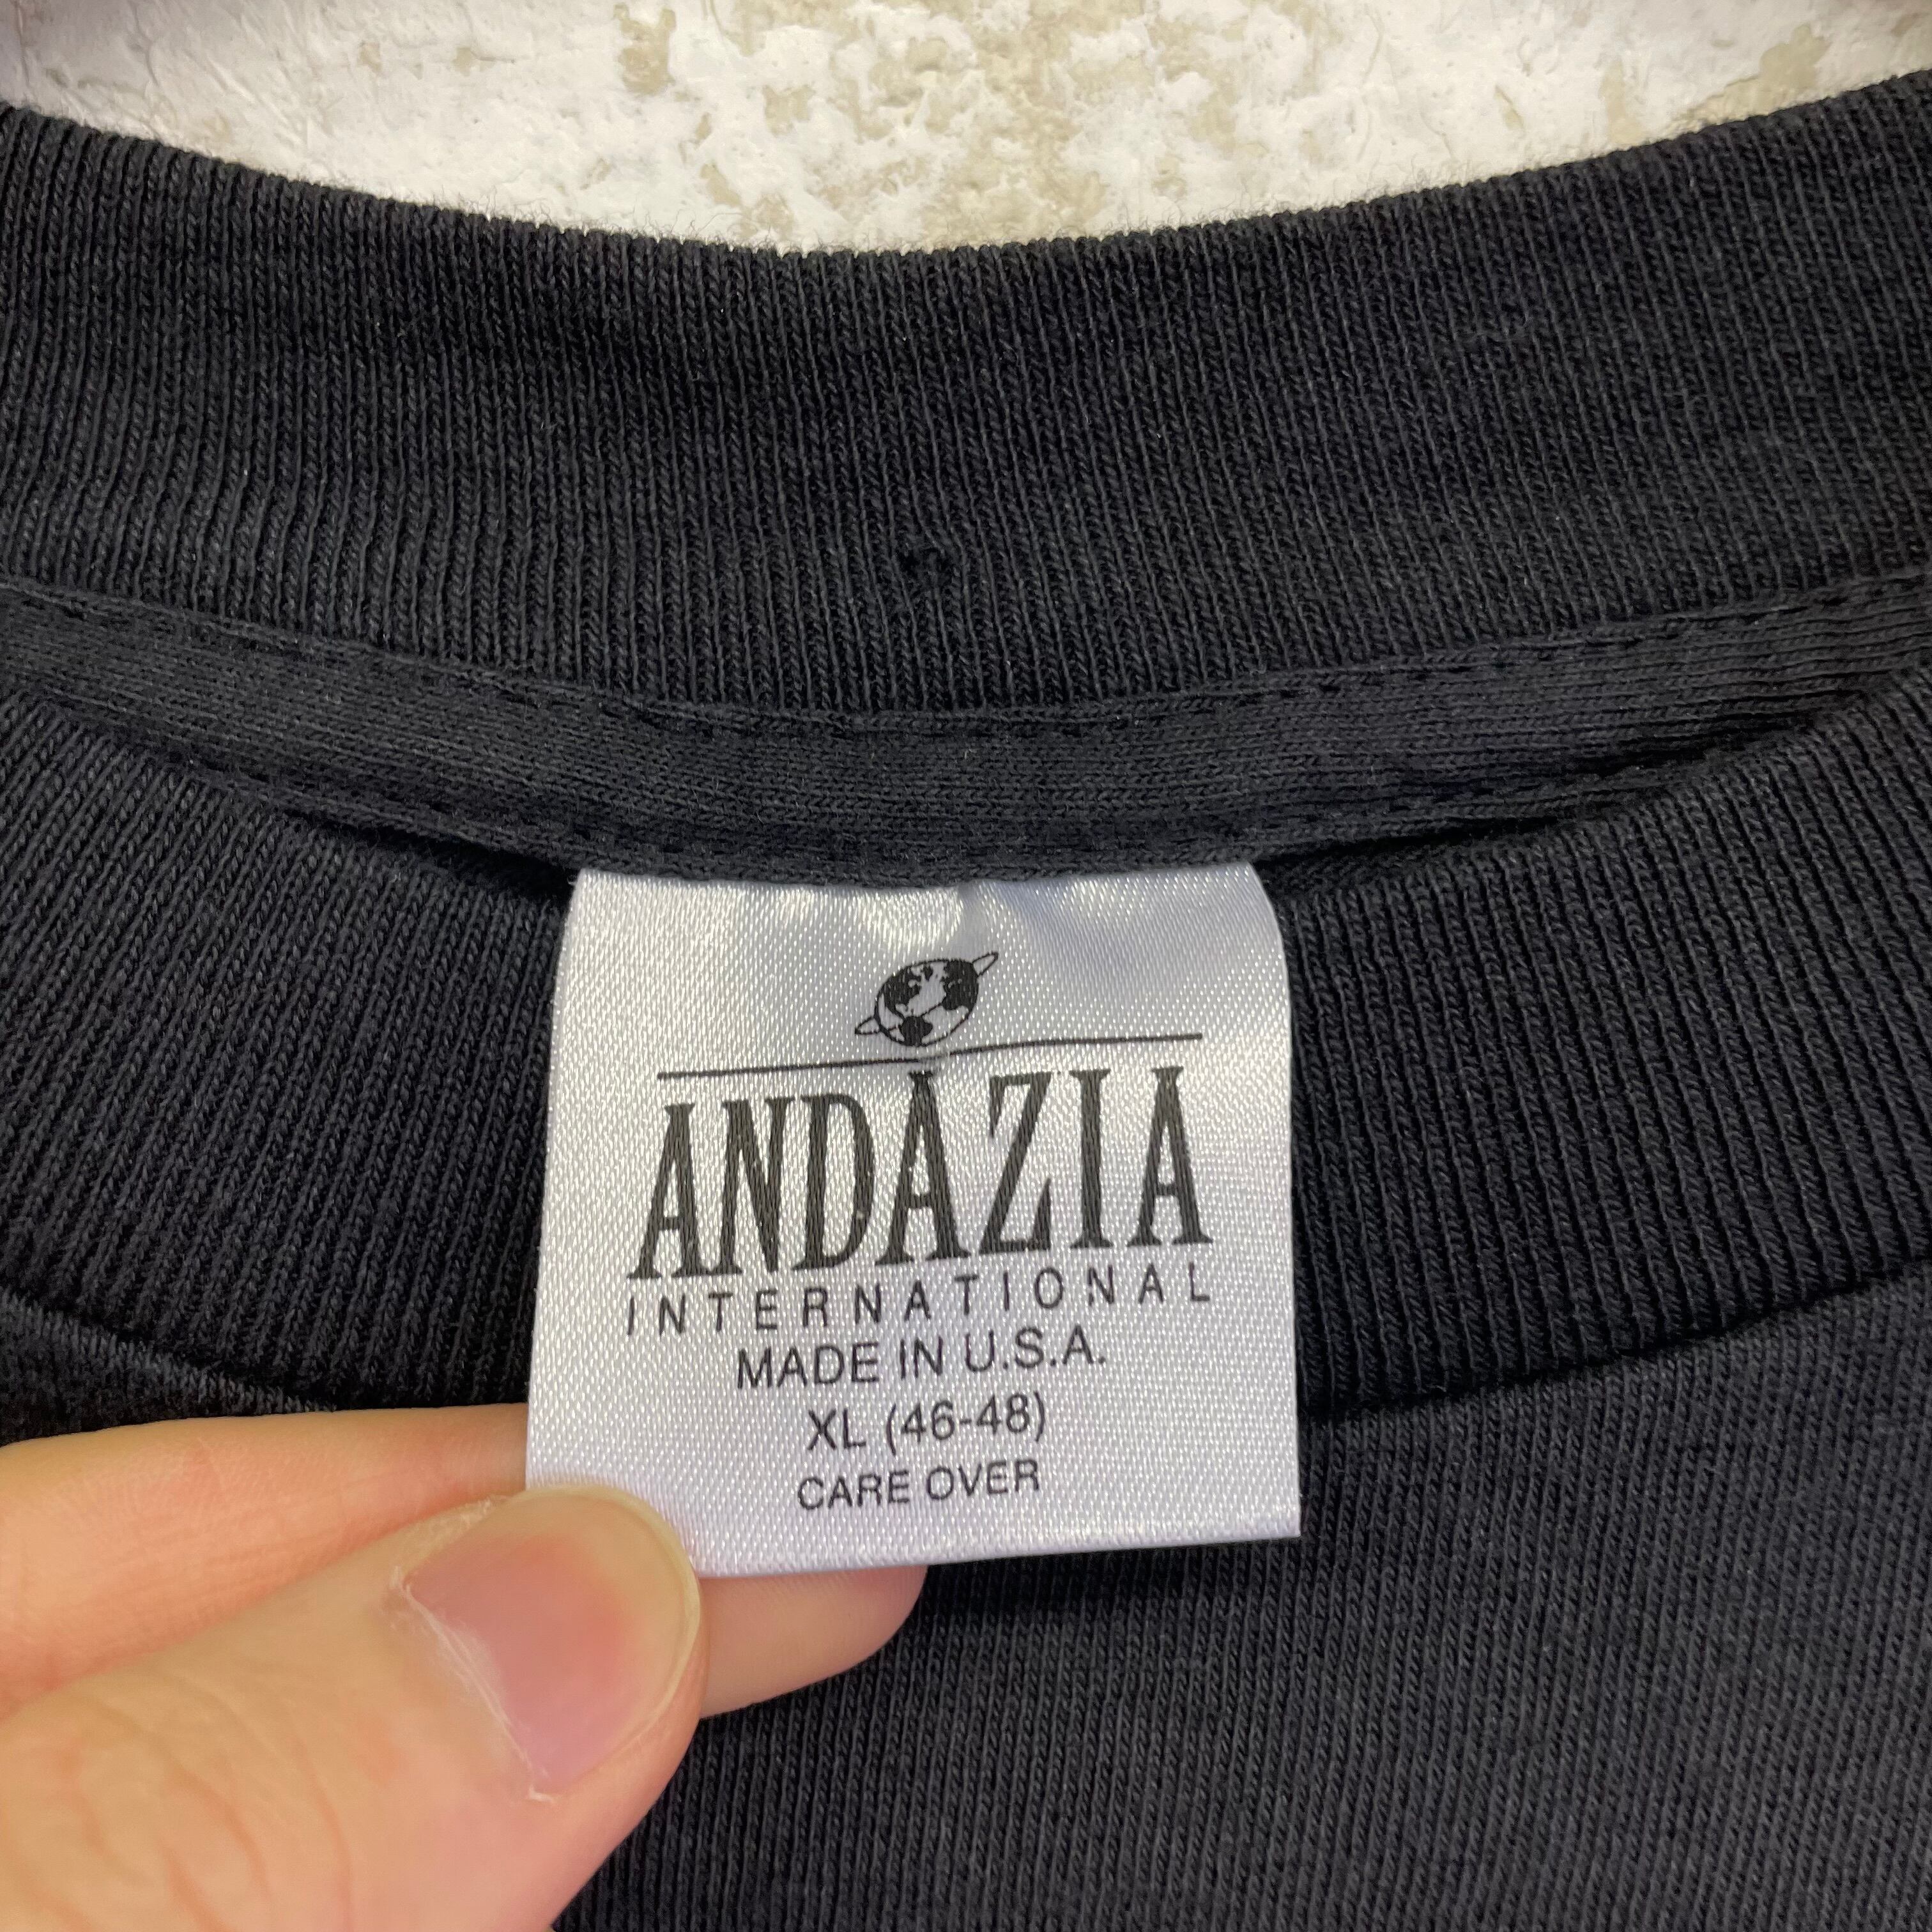 ANDAZIA
INTERNATIONAL
MADE IN U.S.A.
XL (46-48)
CARE OVER